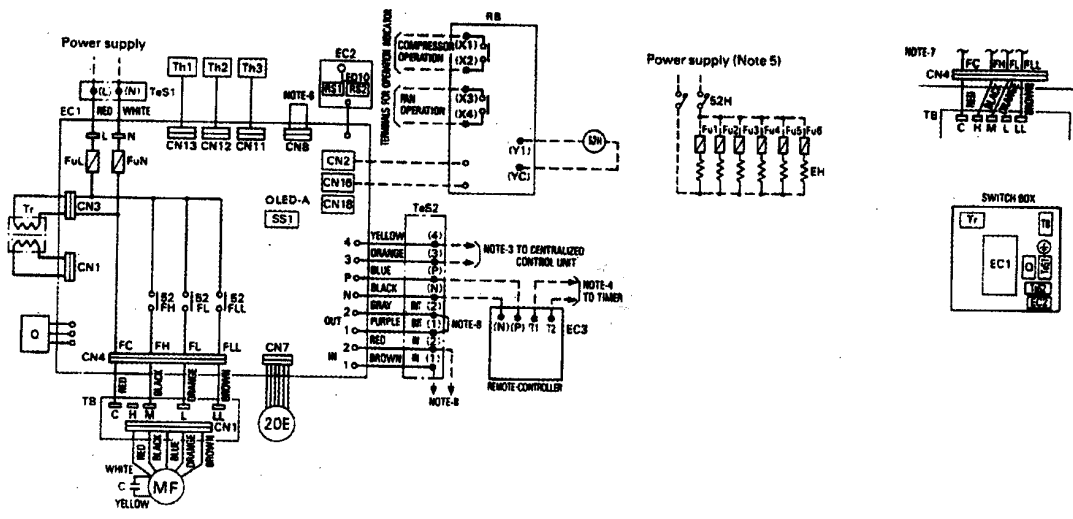 Power supply
(L)
(N)
TeS1
EC1
RED
WHITE
L
N
FuL
FuN
Th1
Th2
Th3
NOTE-6
CN13
CN12
CN11
CN8
EC2
RS1
RS2
CN2
CN16
CN18
LED-A
SS1
Tr
CN3
CN1
Q
52
FH
52
FL
52
FLL
FC
FH
FL
FLL
CN4
RED
BLACK
ORANGE
BROWN
TB
C
H
M
L
LL
CN1
RED
BLACK
BLUE
ORANGE
BROWN
WHITE
C
YELLOW
MF
CN7
20E
TeS2
4
YELLOW
(4)
3
ORANGE
(3)
P
BLUE
(P)
N
BLACK
(N)
2
GRAY
(2)
OUT
1
PURPLE
(1)
2
RED
IN
(2)
IN
1
BROWN
IN
(1)
NOTE-8
NOTE-8
NOTE-3 TO CENTRALIZED
CONTROL UNIT
NOTE-4
TO TIMER
(N)
(P)
T1
T2
EC3
REMOTE-CONTROLLER
RB
TERMINALS FOR OPERATION INDICATOR
COMPRESSOR
OPERATION
(X1)
(X2)
FAN
OPERATION
(X3)
(X4)
(Y1)
(YC)
52H
Power supply (Note 5)
52H
Fu1
Fu2
Fu3
Fu4
Fu5
Fu6
EH
NOTE-7
FC
FH
FL
FLL
CN4
RED
BLACK
ORANGE
BROWN
TB
C
H
M
L
LL
SWITCH BOX
Tr
TB
EC1
Q
TeS1
TeS2
EC2